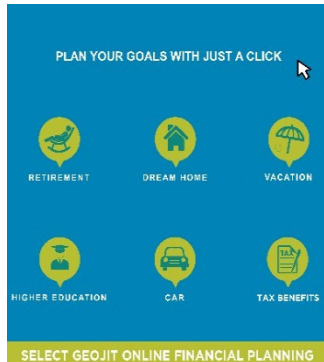 PLAN YOUR GOALS WITH JUST A CLICK
RETIREMENT
DREAM HOME
VACATION
TAX
HIGHER EDUCATION
CAR
TAX BENEFITS
SELECT GEOJIT ONLINE FINANCIAL PLANNING